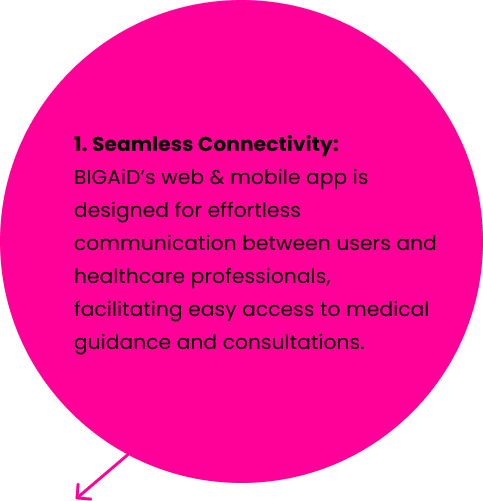 1. Seamless Connectivity:
BIGAiD’s web & mobile app is
designed for effortless
communication between users and
healthcare professionals,
facilitating easy access to medical
guidance and consultations.